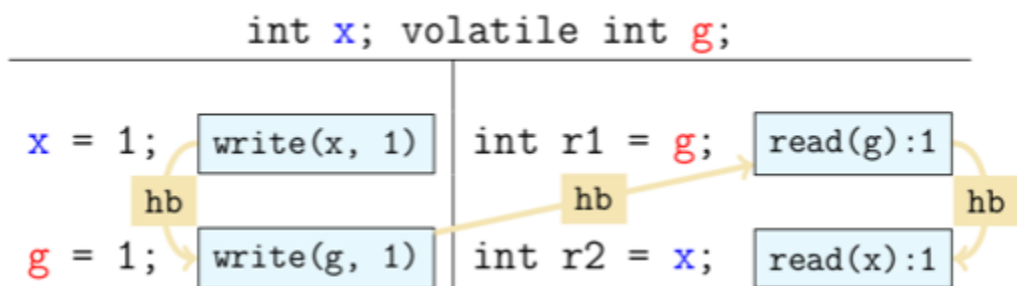 int x; volatile int g;
x = 1; write(x, 1) int r1 = g; read(g):1
hb hb hb
g = 1; write(g, 1) int r2 = x; read(x):1